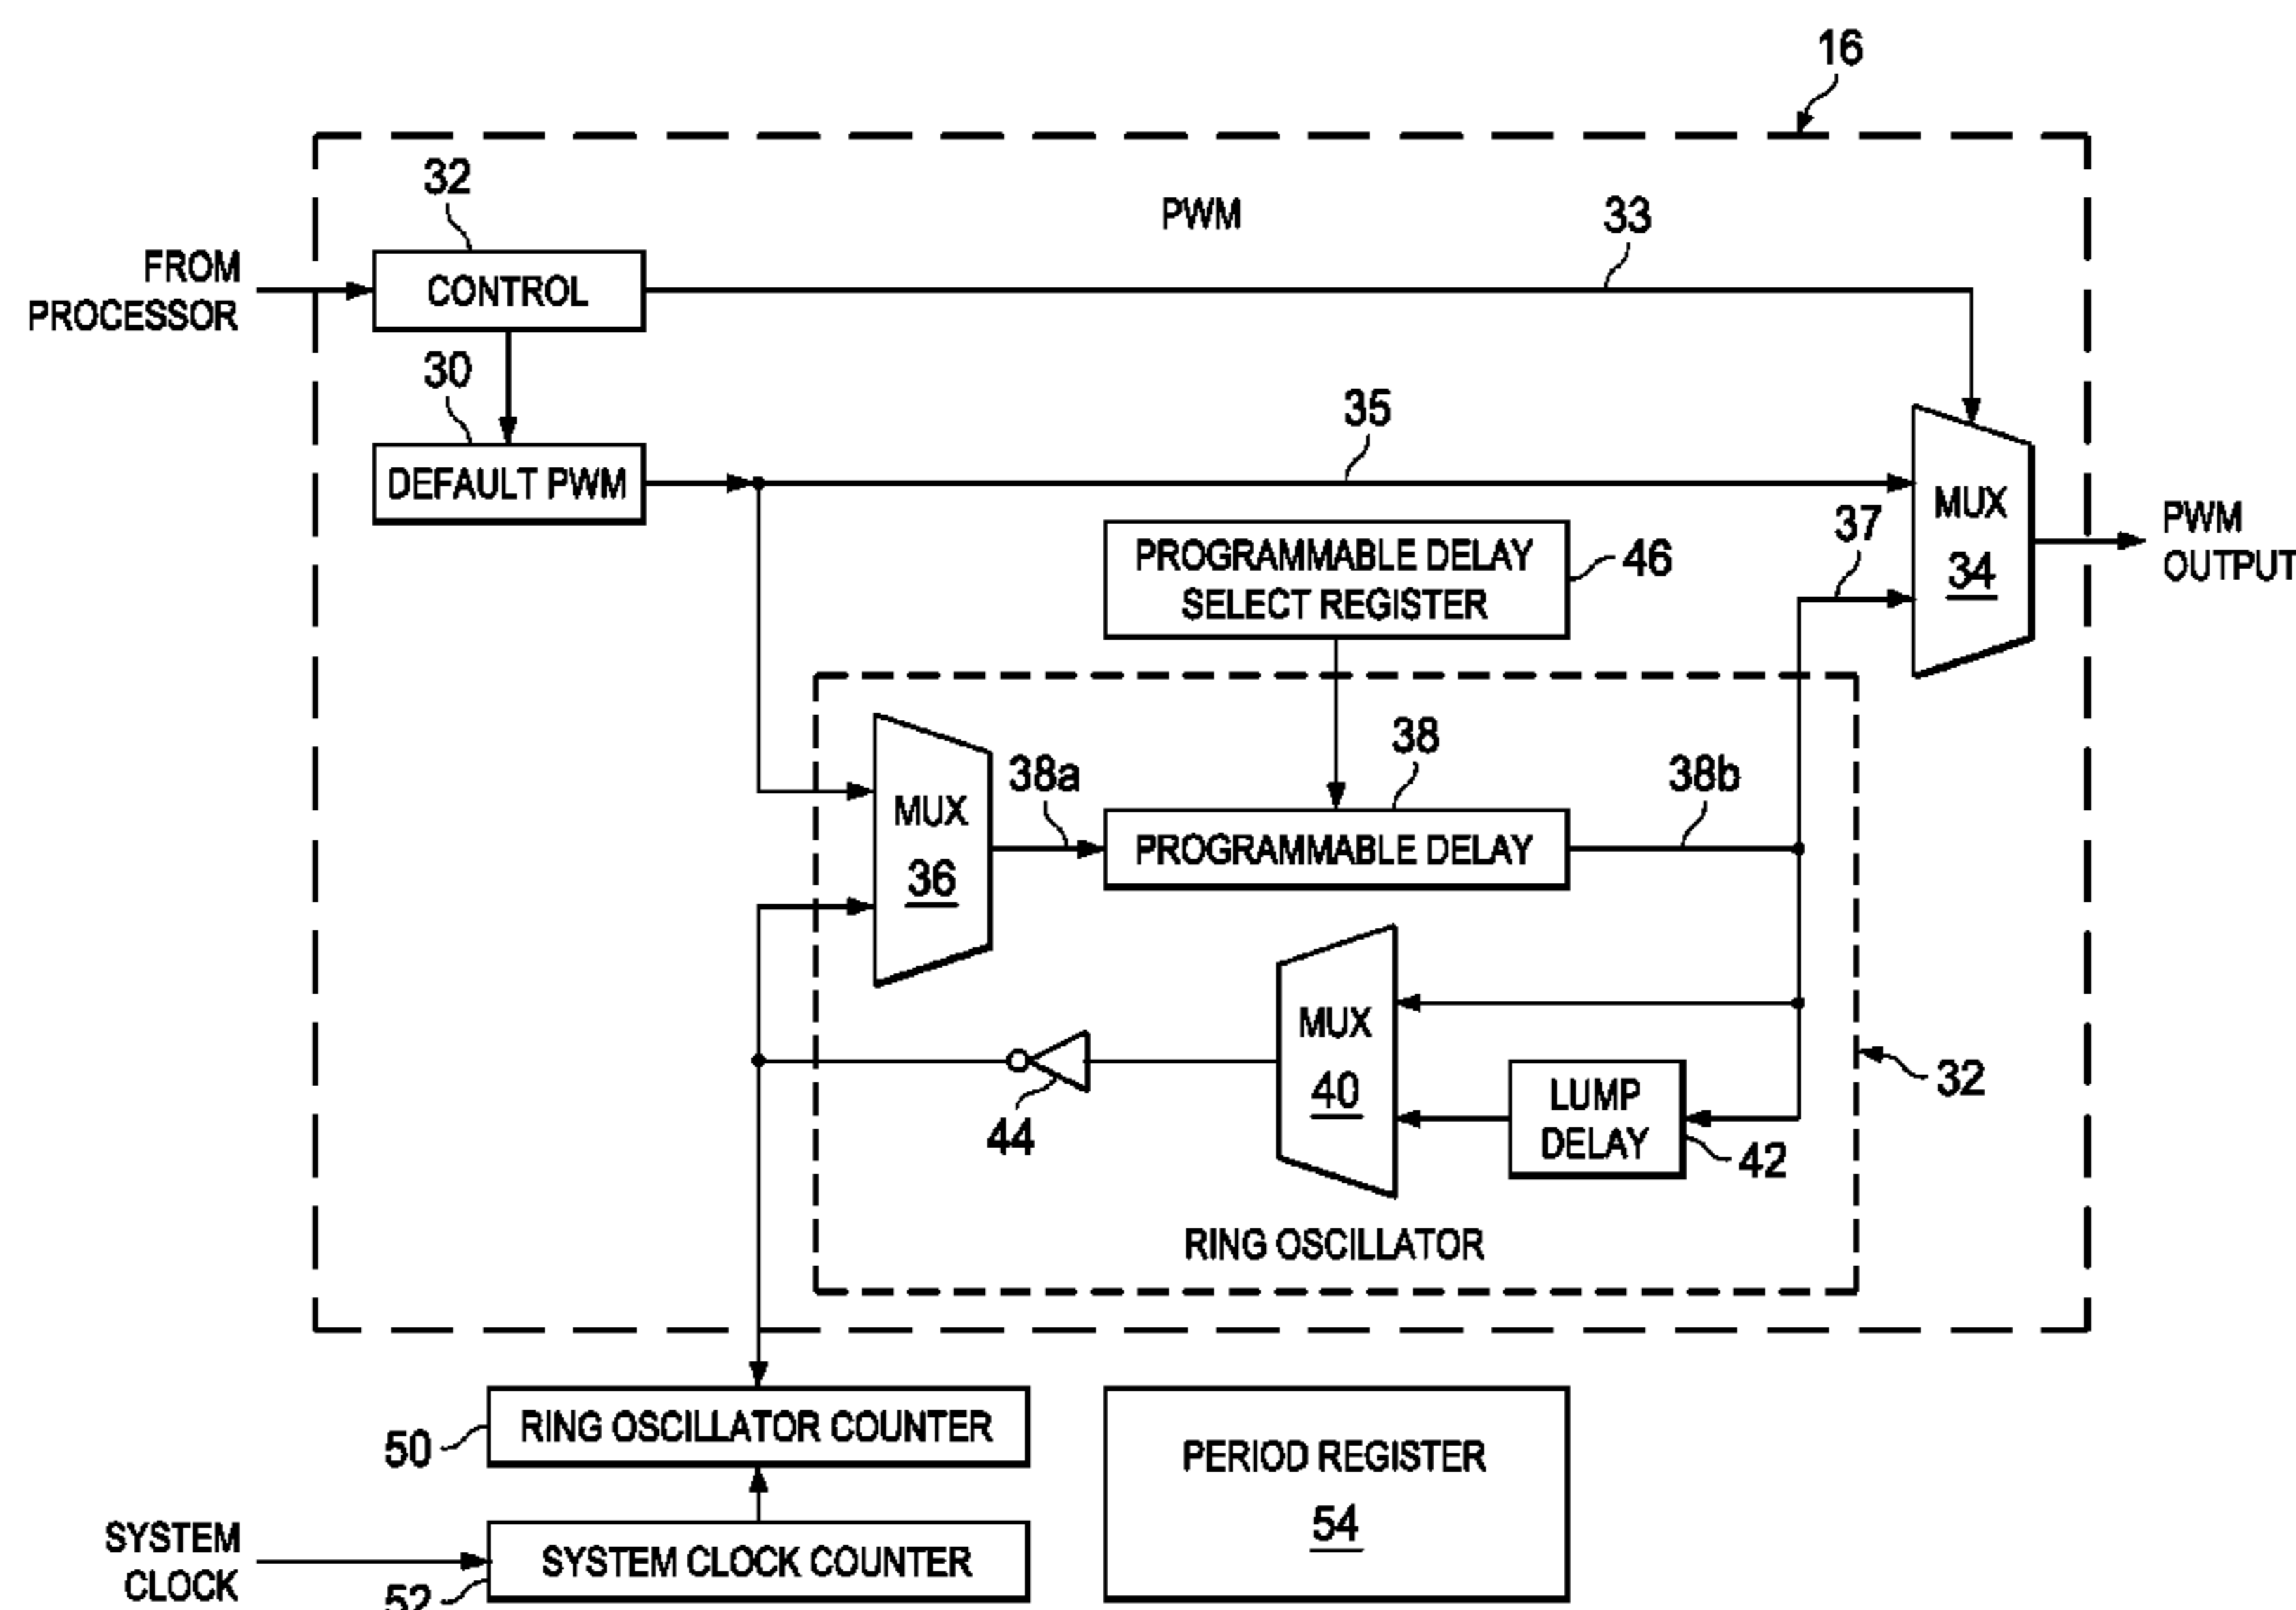 16
32
PWM
33
FROM
PROCESSOR
CONTROL
30
35
DEFAULT PWM
MUX
34
37
PWM
OUTPUT
PROGRAMMABLE DELAY
SELECT REGISTER
46
38
38a
38b
MUX
36
PROGRAMMABLE DELAY
MUX
40
LUMP
DELAY
42
44
32
RING OSCILLATOR
50
RING OSCILLATOR COUNTER
PERIOD REGISTER
54
SYSTEM
CLOCK
SYSTEM CLOCK COUNTER
52